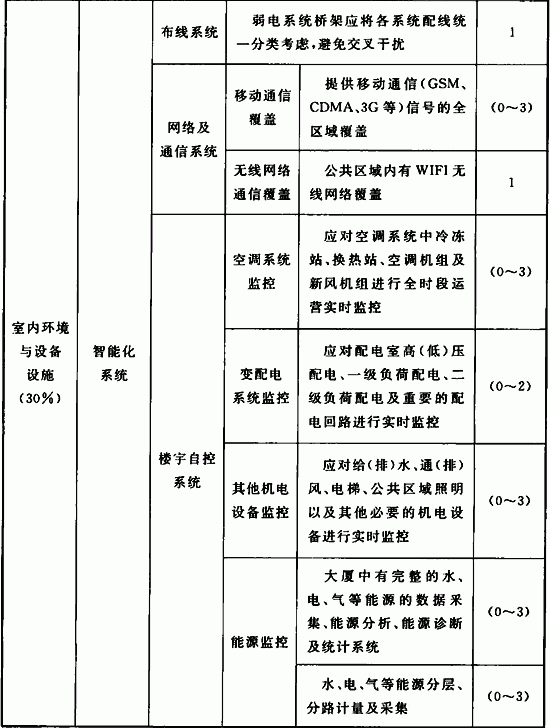 布线系统
弱电系统桥架应将各系统配线统
一分类考虑,避免交叉干扰
1
网络及
通信系统
移动通信
覆盖
提供移动通信(GSM、
CDMA、3G 等)信号的全
区域覆盖
(0～3)
无线网络
通信覆盖
公共区域内有 WIFI 无
线网络覆盖
1
室内环境
与设备
设施
(30%)
智能化
系统
楼宇自控
系统
空调系统
监控
应对空调系统中冷冻
站、换热站、空调机组及
新风机组进行全时段运
营实时监控
(0～3)
变配电
系统监控
应对配电室高(低)压
配电、一级负荷配电、二
级负荷配电及重要的配
电回路进行实时监控
(0～2)
其他机电
设备监控
应对给(排)水、通(排)
风、电梯、公共区域照明
以及其他必要的机电设
备进行实时监控
(0～3)
能源监控
大厦中有完整的水、
电、气等能源的数据采
集、能源分析、能源诊断
及统计系统
(0～3)
水、电、气等能源分层、
分路计量及采集
(0～3)